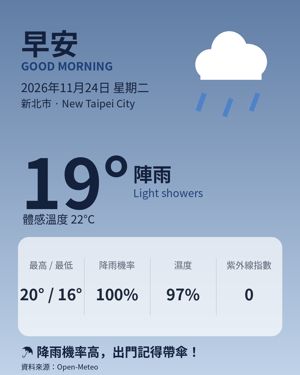 早安
GOOD MORNING
2026年11月24日 星期二
新北市 · New Taipei City
19°
陣雨
Light showers
體感溫度 22°C
最高 / 最低
降雨機率
濕度
紫外線指數
20° / 16°
100%
97%
0
☂ 降雨機率高，出門記得帶傘！
資料來源：Open-Meteo